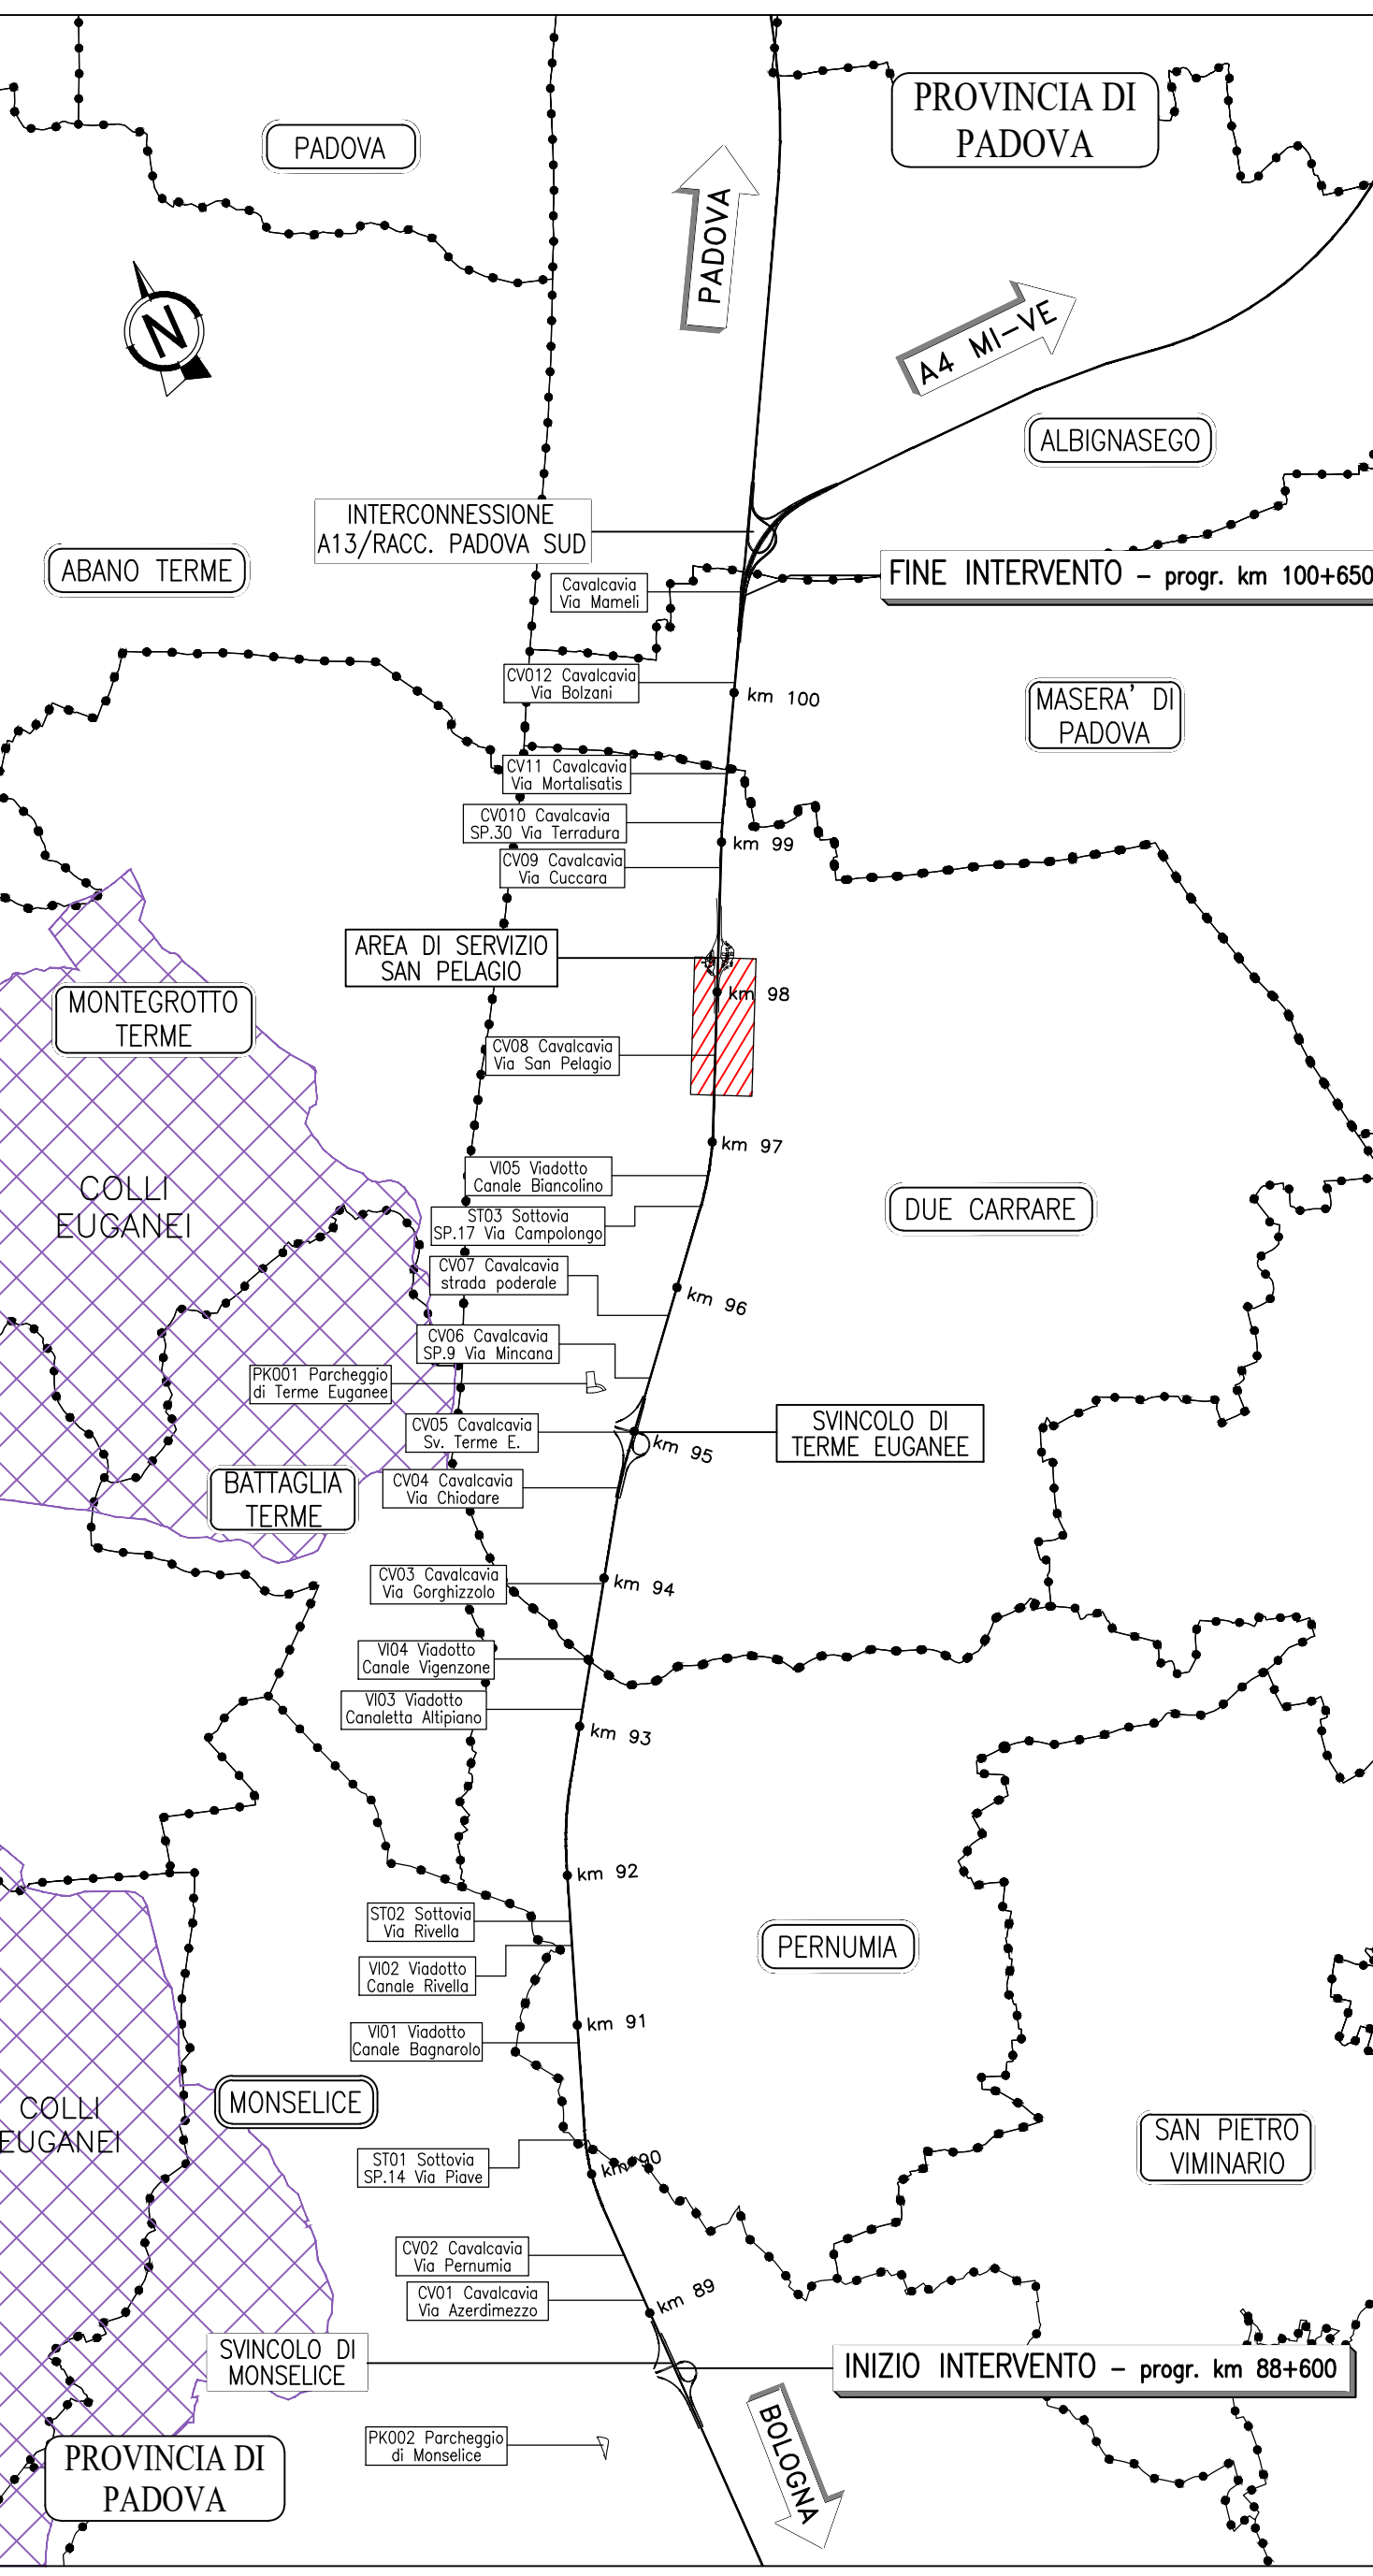 PROVINCIA DI
PADOVA
PADOVA
PADOVA
N
A4 MI-VE
ALBIGNASEGO
INTERCONNESSIONE
A13/RACC. PADOVA SUD
ABANO TERME
FINE INTERVENTO - progr. km 100+650
Cavalcavia
Via Mameli
CV012 Cavalcavia
Via Bolzani
km 100
MASERA' DI
PADOVA
CV11 Cavalcavia
Via Mortalisatis
CV010 Cavalcavia
SP.30 Via Terradura
km 99
CV09 Cavalcavia
Via Cuccara
AREA DI SERVIZIO
SAN PELAGIO
km 98
MONTEGROTTO
TERME
CV08 Cavalcavia
Via San Pelagio
km 97
VI05 Viadotto
Canale Biancolino
COLLI
EUGANEI
DUE CARRARE
ST03 Sottovia
SP.17 Via Campolongo
CV07 Cavalcavia
strada poderale
km 96
CV06 Cavalcavia
SP.9 Via Mincana
PK001 Parcheggio
di Terme Euganee
CV05 Cavalcavia
Sv. Terme E.
SVINCOLO DI
TERME EUGANEE
km 95
BATTAGLIA
TERME
CV04 Cavalcavia
Via Chiodare
CV03 Cavalcavia
Via Gorghizzolo
km 94
VI04 Viadotto
Canale Vigenzone
VI03 Viadotto
Canaletta Altipiano
km 93
km 92
ST02 Sottovia
Via Rivella
PERNUMIA
VI02 Viadotto
Canale Rivella
km 91
VI01 Viadotto
Canale Bagnarolo
COLLI
EUGANEI
MONSELICE
SAN PIETRO
VIMINARIO
ST01 Sottovia
SP.14 Via Piave
km 90
CV02 Cavalcavia
Via Pernumia
CV01 Cavalcavia
Via Azerdimezzo
km 89
SVINCOLO DI
MONSELICE
INIZIO INTERVENTO - progr. km 88+600
BOLOGNA
PK002 Parcheggio
di Monselice
PROVINCIA DI
PADOVA